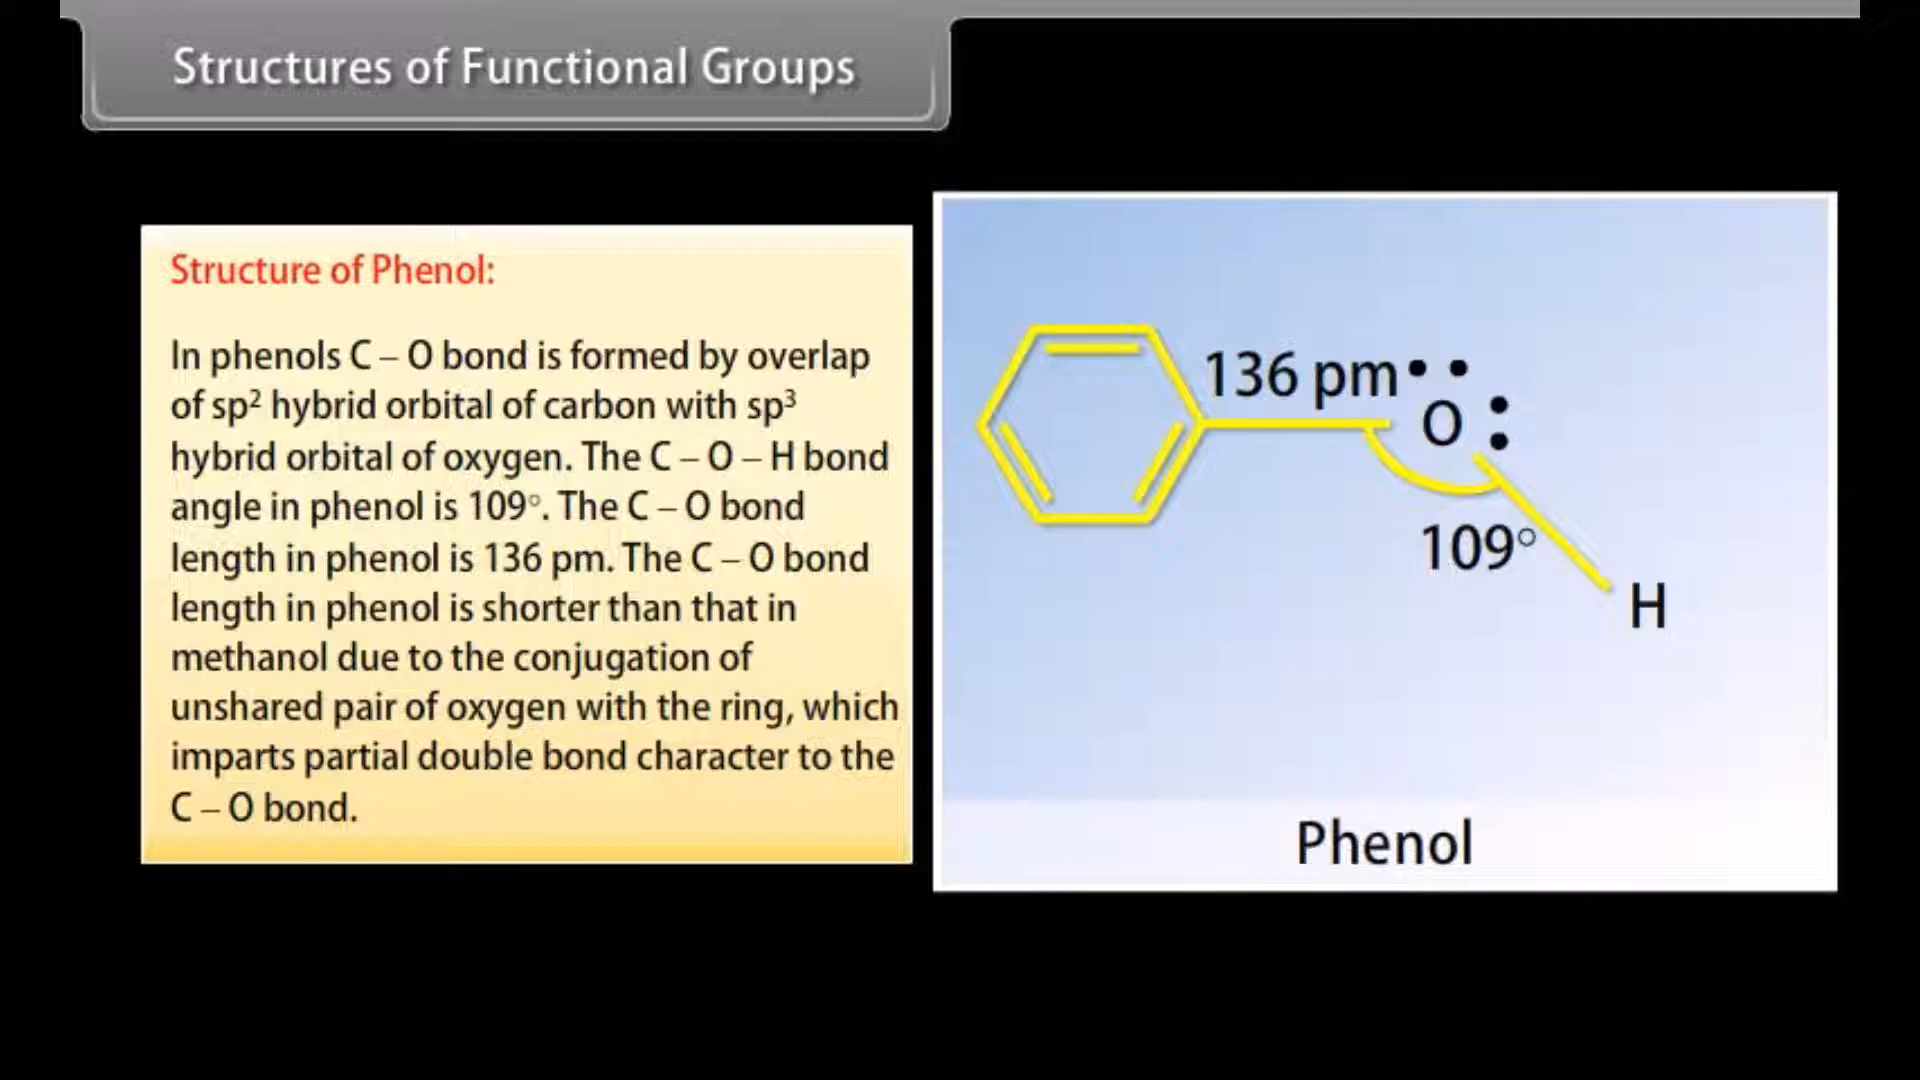 Structures of Functional Groups
Structure of Phenol:
In phenols C – O bond is formed by overlap
of sp² hybrid orbital of carbon with sp³
hybrid orbital of oxygen. The C – O – H bond
angle in phenol is 109°. The C – O bond
length in phenol is 136 pm. The C – O bond
length in phenol is shorter than that in
methanol due to the conjugation of
unshared pair of oxygen with the ring, which
imparts partial double bond character to the
C – O bond.
136 pm
O
109°
H
Phenol